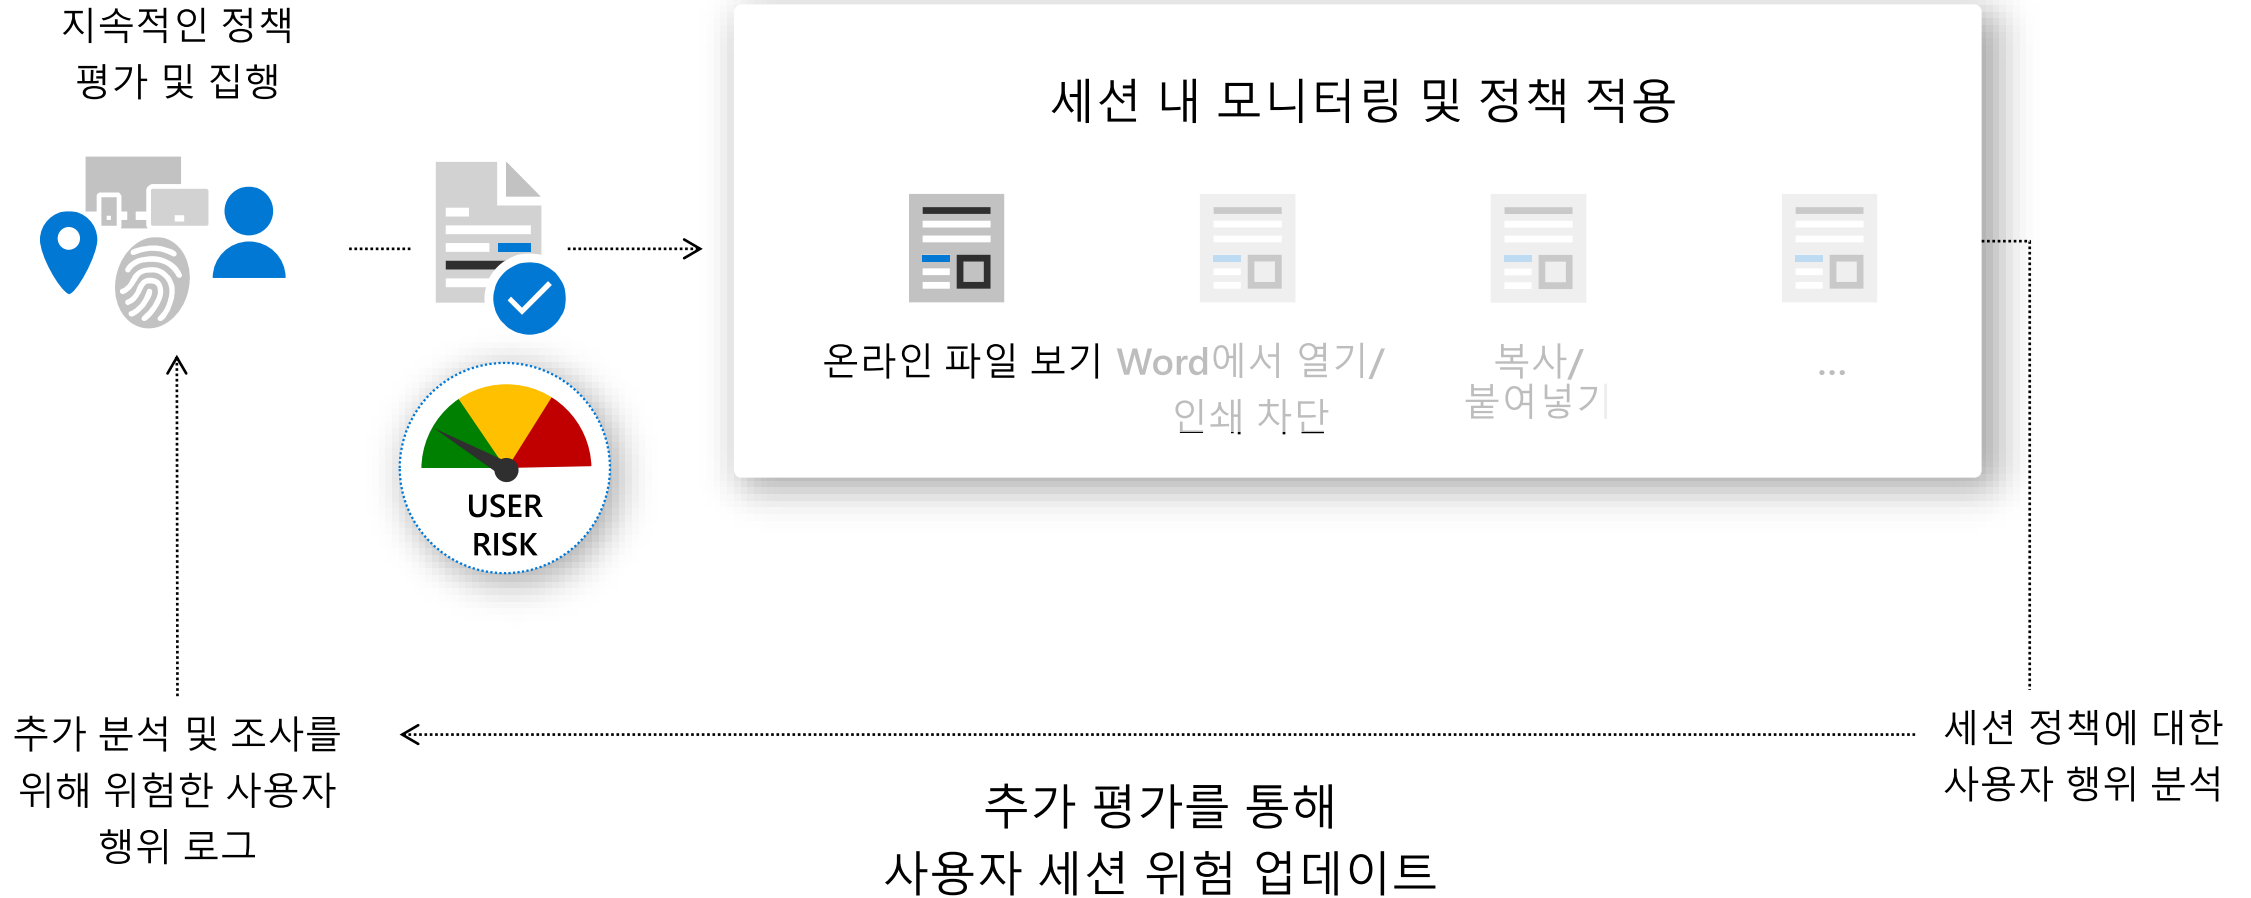 지속적인 정책
평가 및 집행
USER
RISK
세션 내 모니터링 및 정책 적용
온라인 파일 보기
Word에서 열기/
인쇄 차단
복사/
붙여넣기
...
세션 정책에 대한
사용자 행위 분석
추가 평가를 통해
사용자 세션 위험 업데이트
추가 분석 및 조사를
위해 위험한 사용자
행위 로그